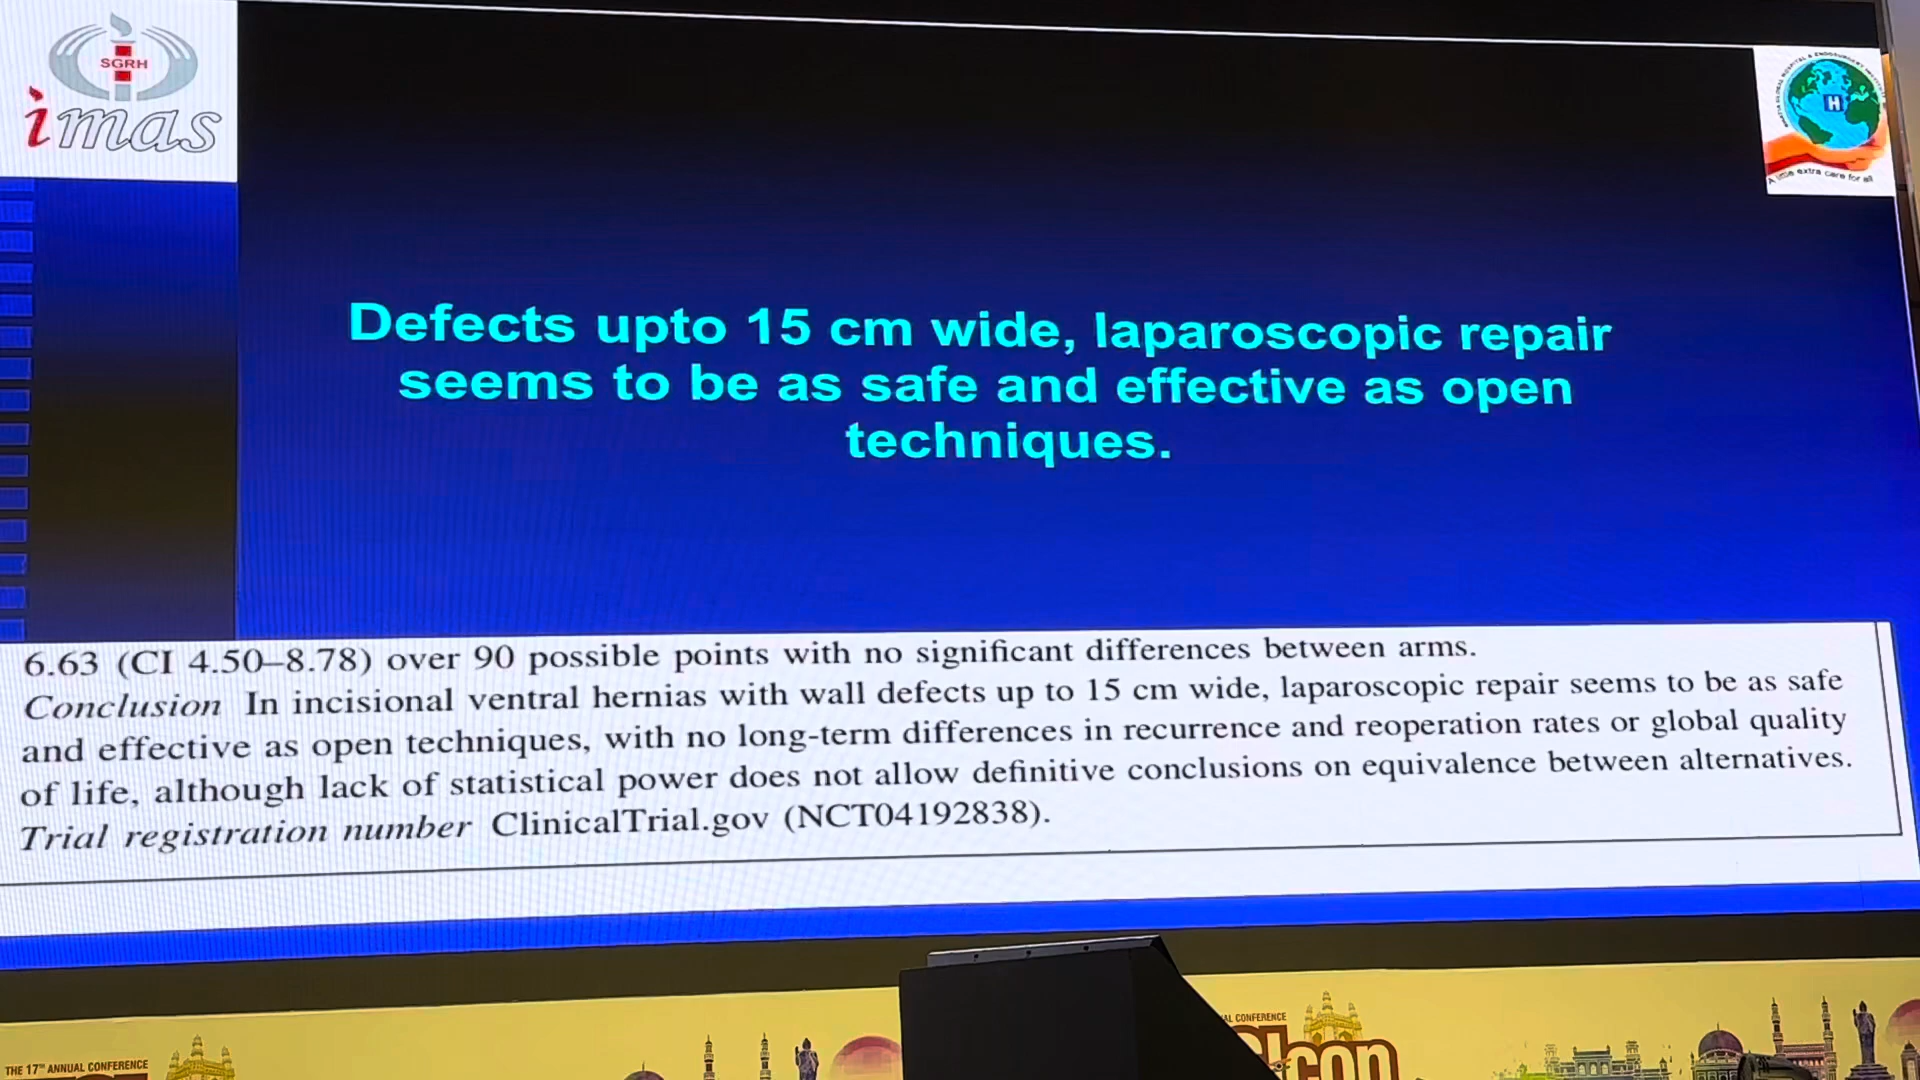 SGRH
imas
A little extra care for all
Defects upto 15 cm wide, laparoscopic repair
seems to be as safe and effective as open
techniques.
6.63 (CI 4.50–8.78) over 90 possible points with no significant differences between arms.
Conclusion In incisional ventral hernias with wall defects up to 15 cm wide, laparoscopic repair seems to be as safe
and effective as open techniques, with no long-term differences in recurrence and reoperation rates or global quality
of life, although lack of statistical power does not allow definitive conclusions on equivalence between alternatives.
Trial registration number ClinicalTrial.gov (NCT04192838).
THE 17TH ANNUAL CONFERENCE
AL CONFERENCE
Icon